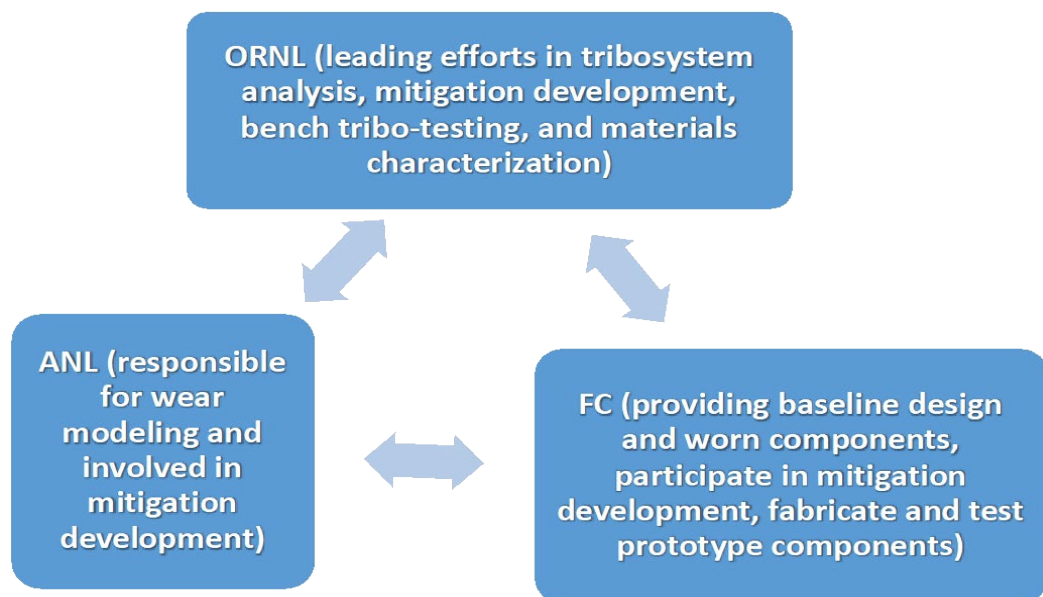 ORNL (leading efforts in tribosystem
analysis, mitigation development,
bench tribo-testing, and materials
characterization)
ANL (responsible
for wear
modeling and
involved in
mitigation
development)
FC (providing baseline design
and worn components,
participate in mitigation
development, fabricate and test
prototype components)